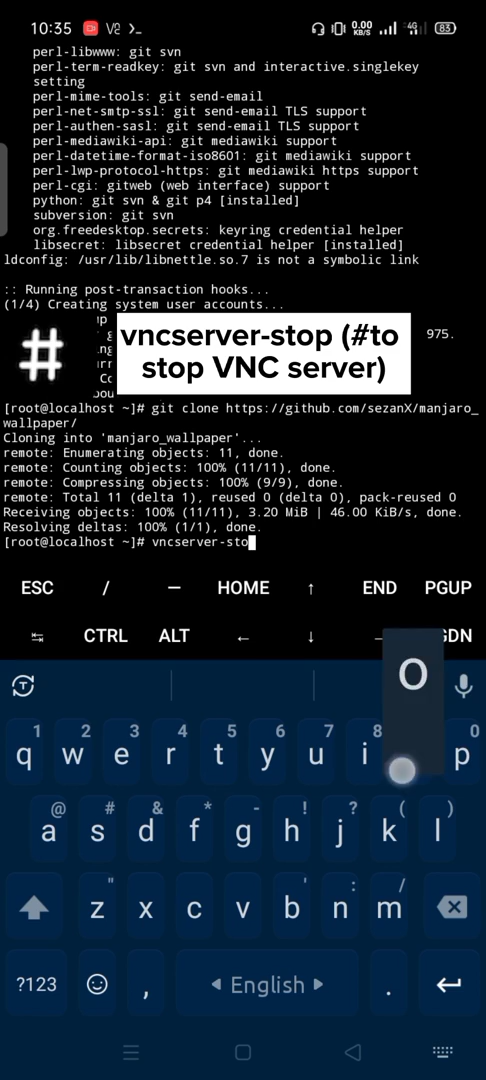 10:35 V2 >_ 0.00 KB/S 4G 83
perl-libwww: git svn
perl-term-readkey: git svn and interactive.singlekey
setting
perl-mime-tools: git send-email
perl-net-smtp-ssl: git send-email TLS support
perl-authen-sasl: git send-email TLS support
perl-mediawiki-api: git mediawiki support
perl-datetime-format-iso8601: git mediawiki support
perl-lwp-protocol-https: git mediawiki https support
perl-cgi: gitweb (web interface) support
python: git svn & git p4 [installed]
subversion: git svn
org.freedesktop.secrets: keyring credential helper
libsecret: libsecret credential helper [installed]
ldconfig: /usr/lib/libnettle.so.7 is not a symbolic link
:: Running post-transaction hooks...
(1/4) Creating system user accounts...
975.
#
vncserver-stop (#to
stop VNC server)
[root@localhost ~]# git clone https://github.com/sezanX/manjaro_
wallpaper/
Cloning into 'manjaro_wallpaper'...
remote: Enumerating objects: 11, done.
remote: Counting objects: 100% (11/11), done.
remote: Compressing objects: 100% (9/9), done.
remote: Total 11 (delta 1), reused 0 (delta 0), pack-reused 0
Receiving objects: 100% (11/11), 3.20 MiB | 46.00 KiB/s, done.
Resolving deltas: 100% (1/1), done.
[root@localhost ~]# vncserver-sto
ESC / — HOME ↑ END PGUP
↹ CTRL ALT ← ↓ GDN
T o
1 2 3 4 5 6 7 8 0
q w e r t y u i p
@ # & * - ! ? ( )
a s d f g h j k l
" ' : /
z x c v b n m
?123 , English .